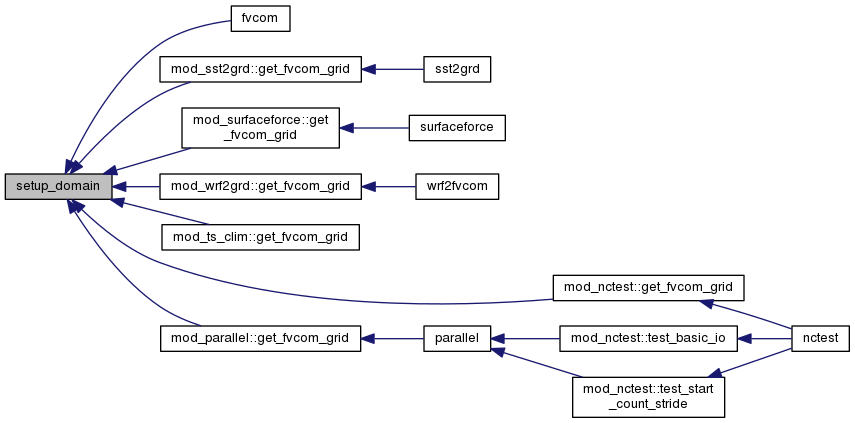 fvcom
mod_sst2grd::get_fvcom_grid
sst2grd
mod_surfaceforce::get
_fvcom_grid
surfaceforce
setup_domain
mod_wrf2grd::get_fvcom_grid
wrf2fvcom
mod_ts_clim::get_fvcom_grid
mod_nctest::get_fvcom_grid
mod_parallel::get_fvcom_grid
parallel
mod_nctest::test_basic_io
nctest
mod_nctest::test_start
_count_stride